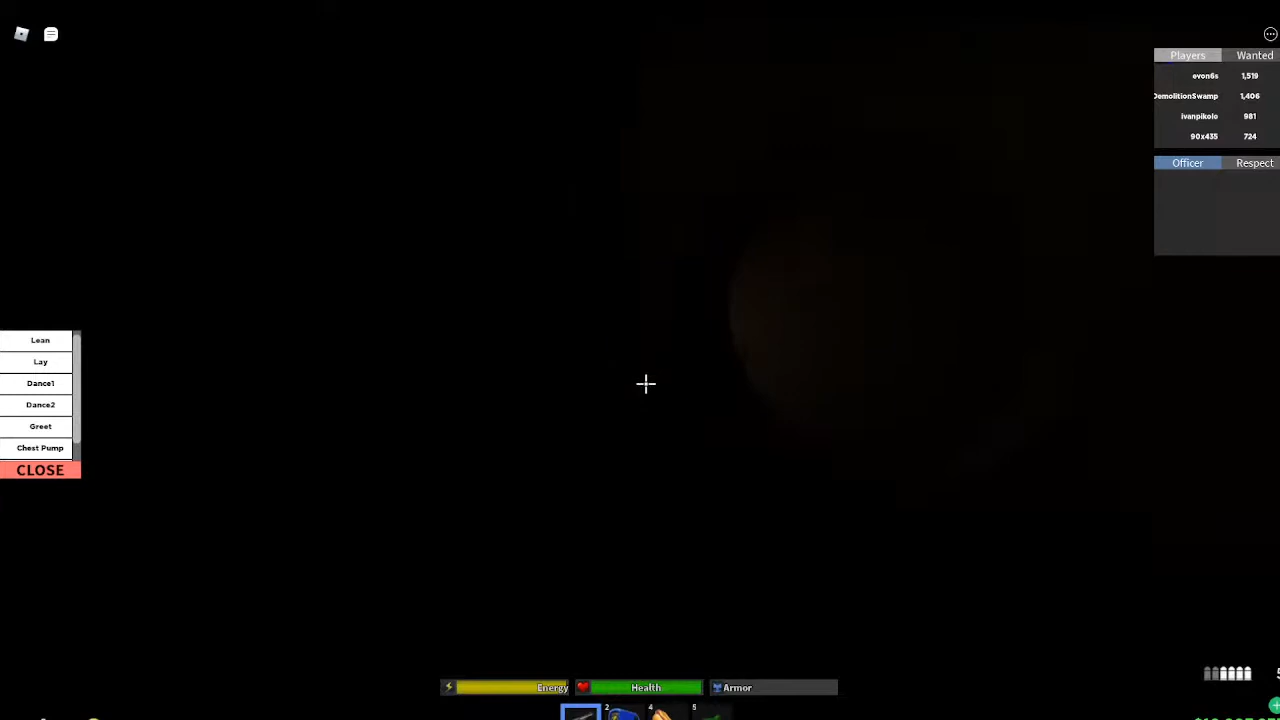 Players Wanted
evon6s 1,519
DemolitionSwamp 1,406
ivanpikolo 981
90x435 724
Officer Respect
Lean
Lay
Dance1
Dance2
Greet
Chest Pump
CLOSE
Energy Health Armor
2 4 5